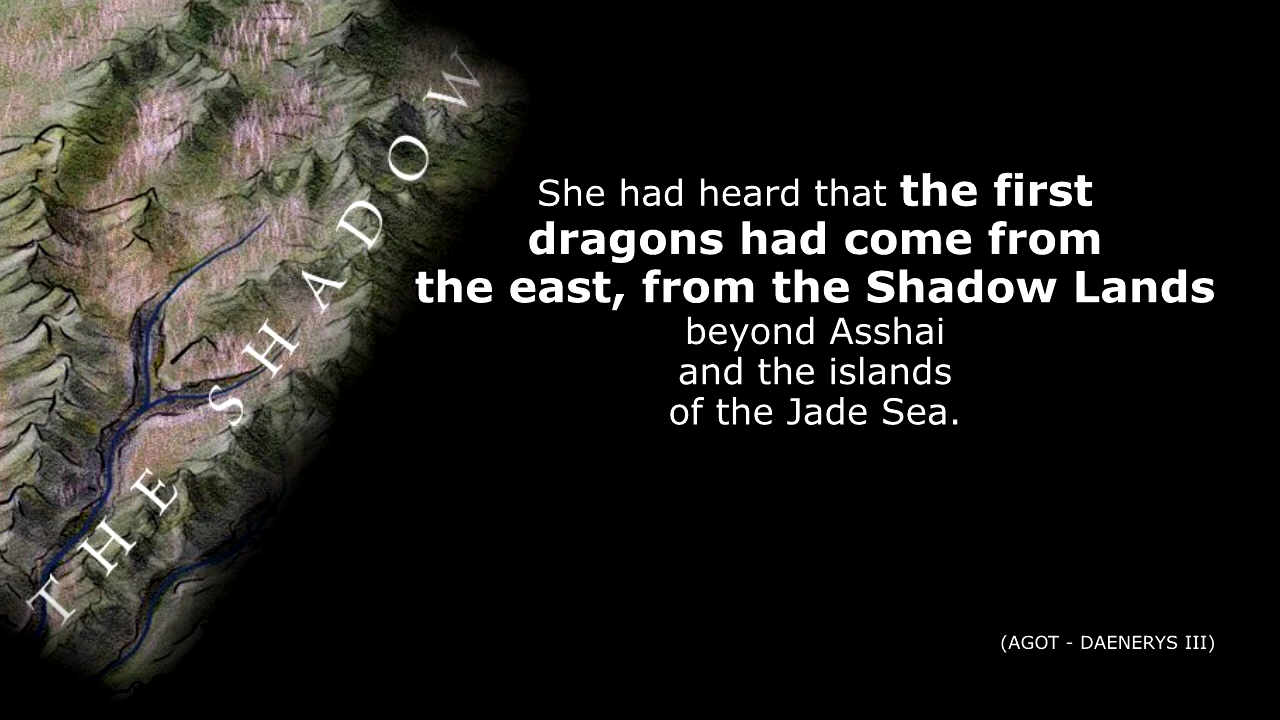 THE SHADOW
She had heard that the first
dragons had come from
the east, from the Shadow Lands
beyond Asshai
and the islands
of the Jade Sea.
(AGOT - DAENERYS III)